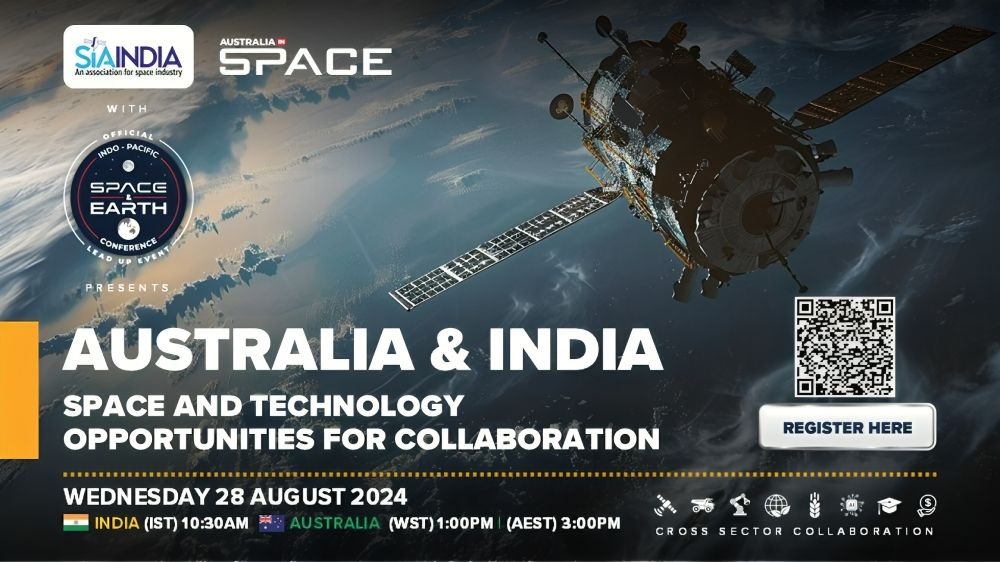 SiAINDIA
An association for space industry
AUSTRALIA IN
SPACE
WITH
OFFICIAL
INDO - PACIFIC
SPACE
&
EARTH
CONFERENCE
LEAD UP EVENT
PRESENTS
AUSTRALIA & INDIA
SPACE AND TECHNOLOGY
OPPORTUNITIES FOR COLLABORATION
REGISTER HERE
WEDNESDAY 28 AUGUST 2024
INDIA (IST) 10:30AM AUSTRALIA (WST) 1:00PM | (AEST) 3:00PM
AI
$
CROSS SECTOR COLLABORATION